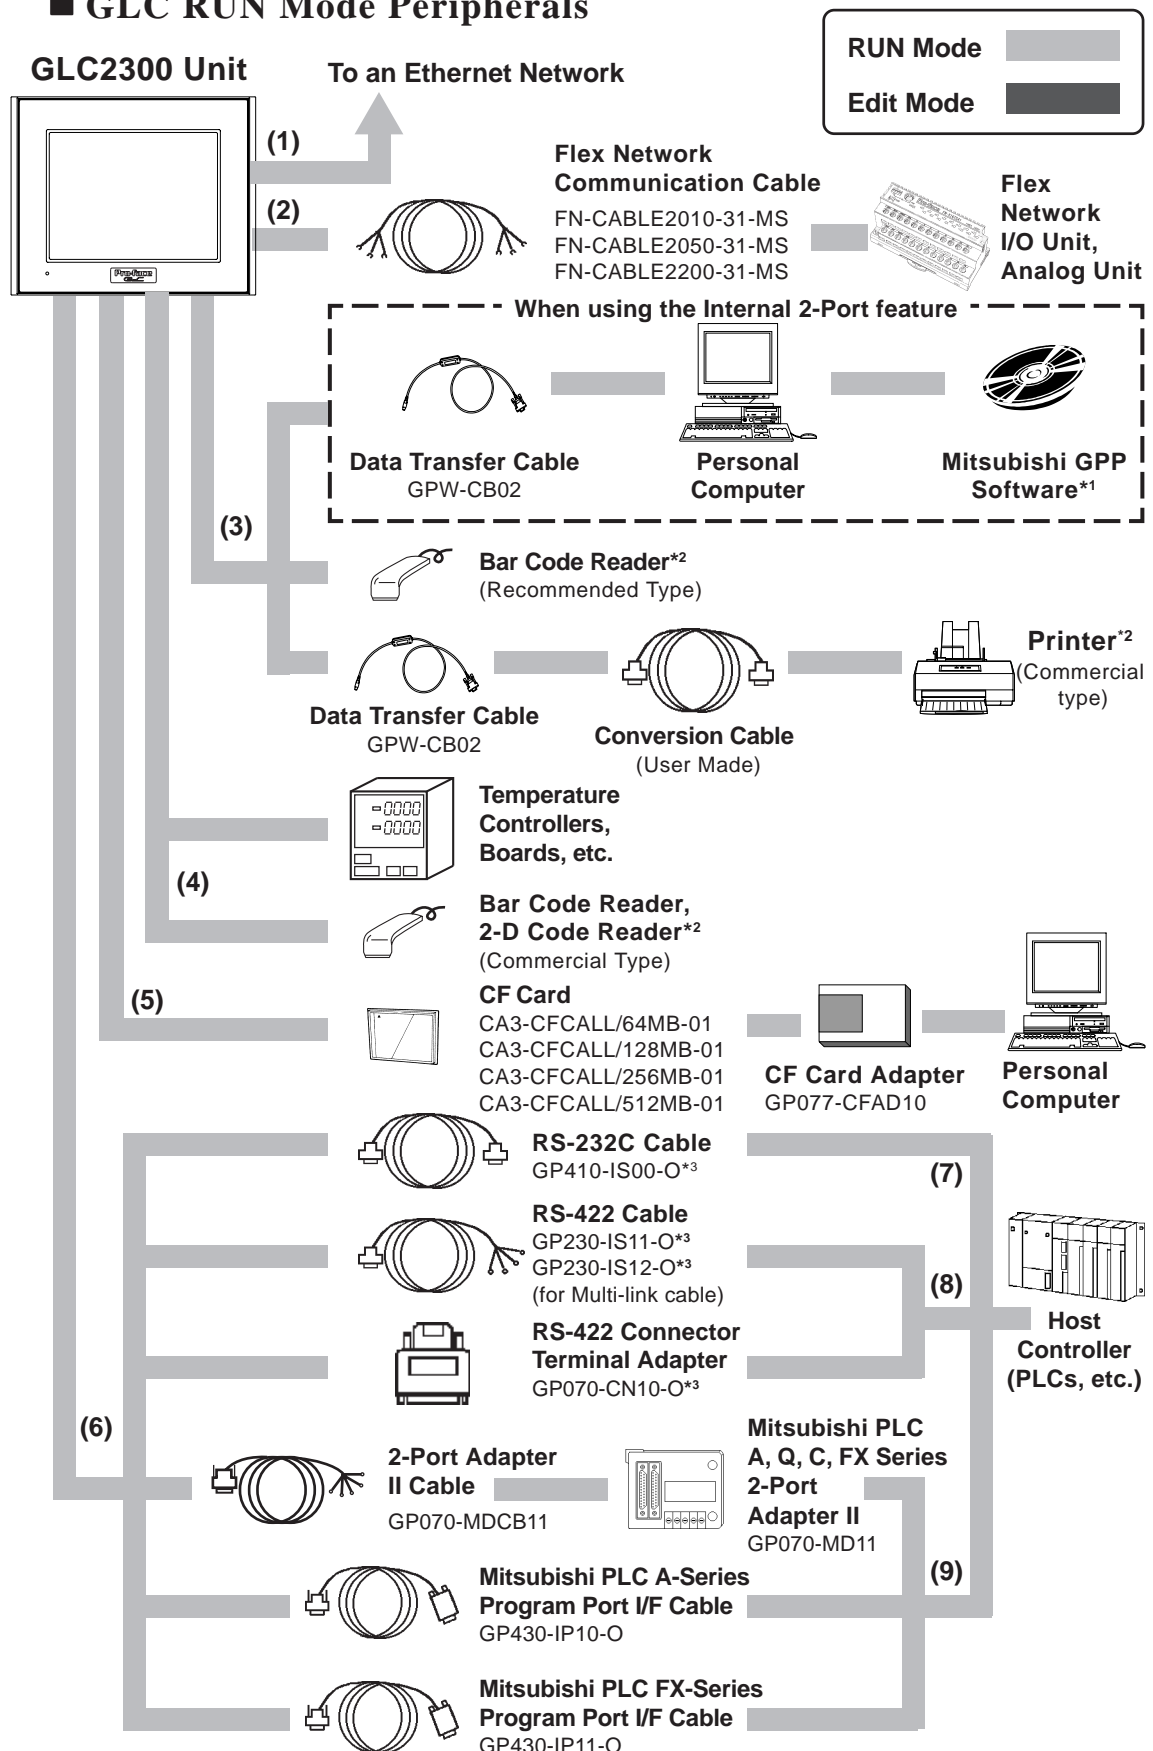 ■ GLC RUN Mode Peripherals
RUN Mode
Edit Mode
GLC2300 Unit
To an Ethernet Network
(1)
(2)
Pro-face
GLC
Flex Network
Communication Cable
FN-CABLE2010-31-MS
FN-CABLE2050-31-MS
FN-CABLE2200-31-MS
Flex
Network
I/O Unit,
Analog Unit
When using the Internal 2-Port feature
Data Transfer Cable
GPW-CB02
Personal
Computer
Mitsubishi GPP
Software*1
(3)
Bar Code Reader*2
(Recommended Type)
Data Transfer Cable
GPW-CB02
Conversion Cable
(User Made)
Printer*2
(Commercial
type)
Temperature
Controllers,
Boards, etc.
(4)
Bar Code Reader,
2-D Code Reader*2
(Commercial Type)
(5)
CF Card
CA3-CFCALL/64MB-01
CA3-CFCALL/128MB-01
CA3-CFCALL/256MB-01
CA3-CFCALL/512MB-01
CF Card Adapter
GP077-CFAD10
Personal
Computer
RS-232C Cable
GP410-IS00-O*3
(7)
RS-422 Cable
GP230-IS11-O*3
GP230-IS12-O*3
(for Multi-link cable)
(8)
RS-422 Connector
Terminal Adapter
GP070-CN10-O*3
Host
Controller
(PLCs, etc.)
(6)
2-Port Adapter
II Cable
GP070-MDCB11
Mitsubishi PLC
A, Q, C, FX Series
2-Port
Adapter II
GP070-MD11
(9)
Mitsubishi PLC A-Series
Program Port I/F Cable
GP430-IP10-O
Mitsubishi PLC FX-Series
Program Port I/F Cable
GP430-IP11-O